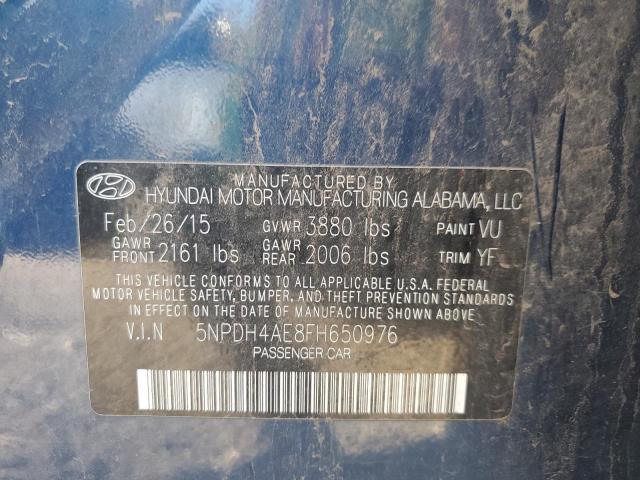 MANUFACTURED BY
HYUNDAI MOTOR MANUFACTURING ALABAMA, LLC
Feb/26/15 GVWR 3880 lbs PAINT VU
GAWR FRONT 2161 lbs GAWR REAR 2006 lbs TRIM YF
THIS VEHICLE CONFORMS TO ALL APPLICABLE U.S.A. FEDERAL
MOTOR VEHICLE SAFETY, BUMPER, AND THEFT PREVENTION
STANDARDS IN EFFECT ON THE DATE OF MANUFACTURE SHOWN ABOVE.
V.I.N 5NPDH4AE8FH650976
PASSENGER CAR